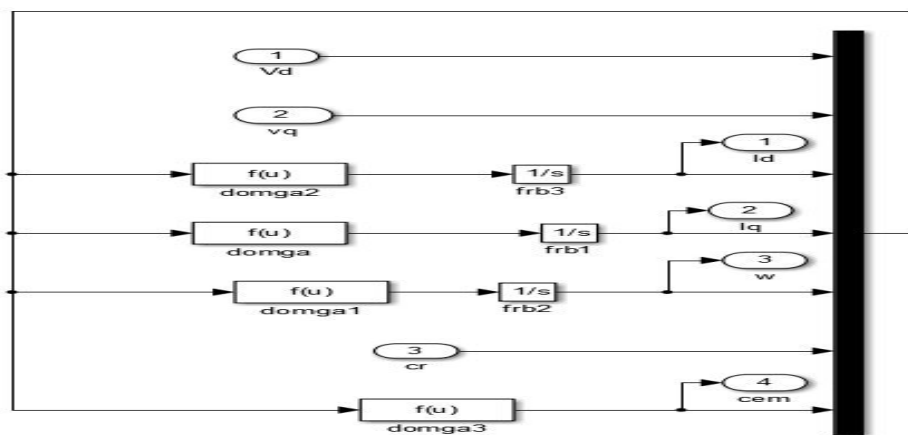 1
Vd
2
vq
1
Id
f(u)
1/s
domga2
frb3
2
Iq
f(u)
1/s
domga
frb1
3
w
f(u)
1/s
domga1
frb2
3
cr
4
cem
f(u)
domga3